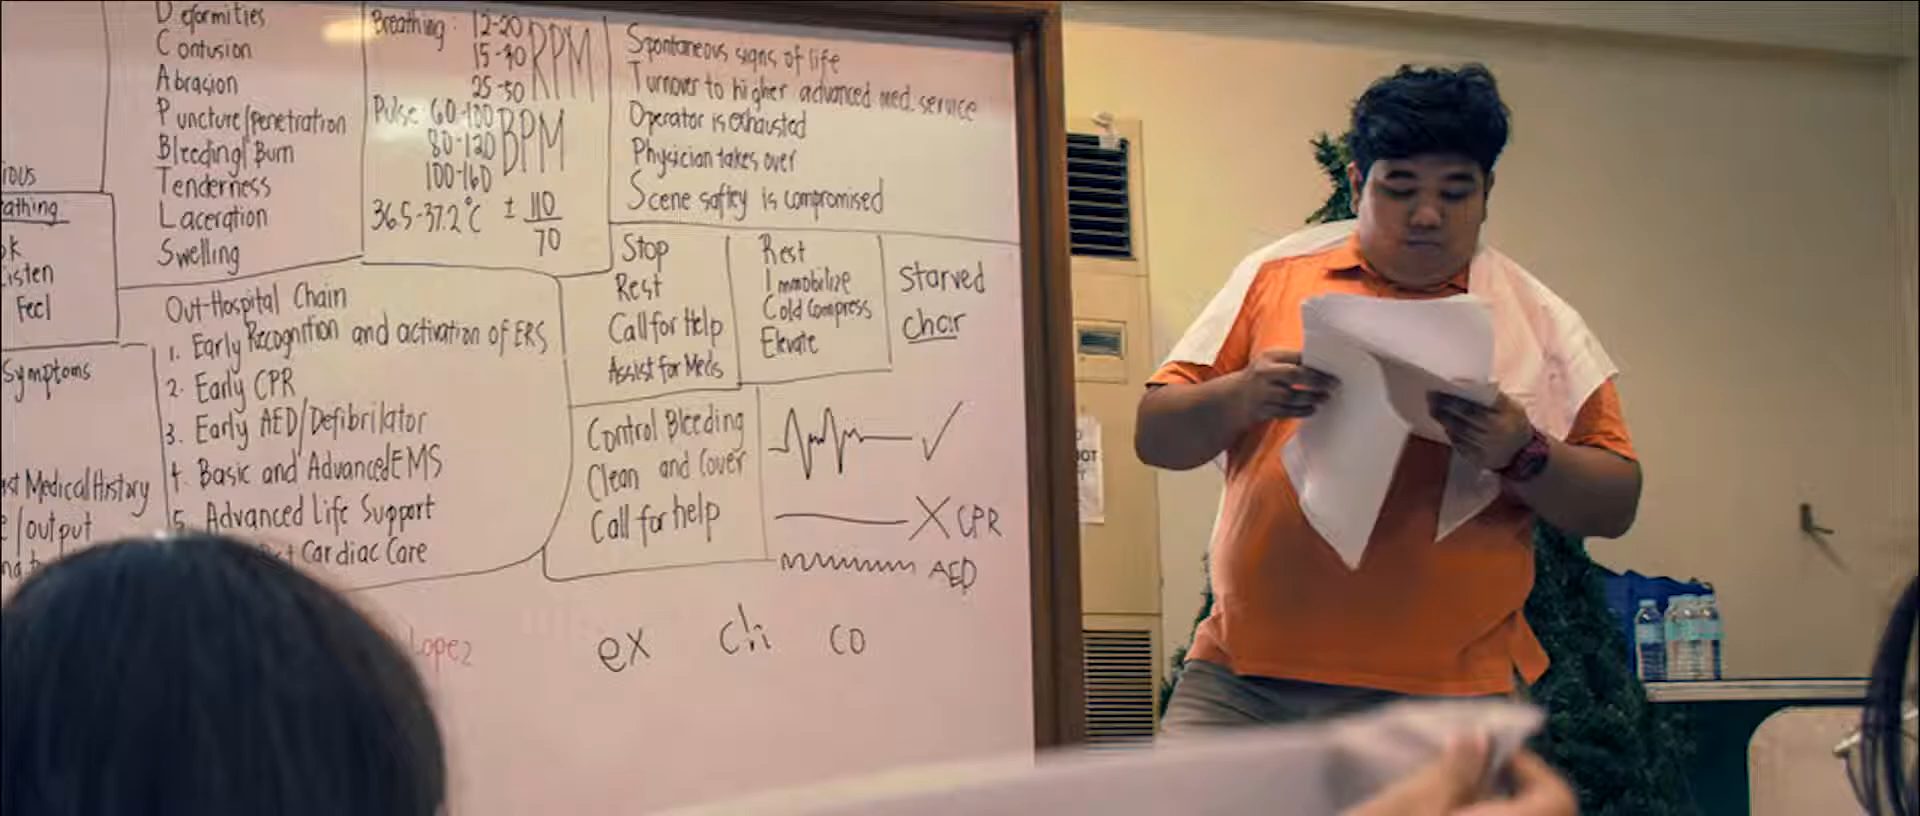 Deformities
Contusion
Abrasion
Puncture/penetration
Bleeding/Burn
Tenderness
Laceration
Swelling
Breathing: 12-20
15-30
25-50
RPM
Pulse 60-100
80-120
100-160
BPM
36.5-37.2°C ± 110
70
Spontaneous signs of life
Turnover to higher advanced med. service
Operator is exhausted
Physician takes over
Scene saftey is compromised
Listen
Feel
Out-Hospital Chain
1. Early Recognition and activation of ERS
2. Early CPR
3. Early AED/Defibrilator
4. Basic and Advanced EMS
5. Advanced Life Support
Cardiac Care
Stop
Rest
Call for Help
Assist for Meds
Rest
Immobilize
Cold Compress
Elevate
Starved
char
Symptoms
Medical History
/output
Control Bleeding
Clean and Cover
Call for help
CPR
AED
ex ch co